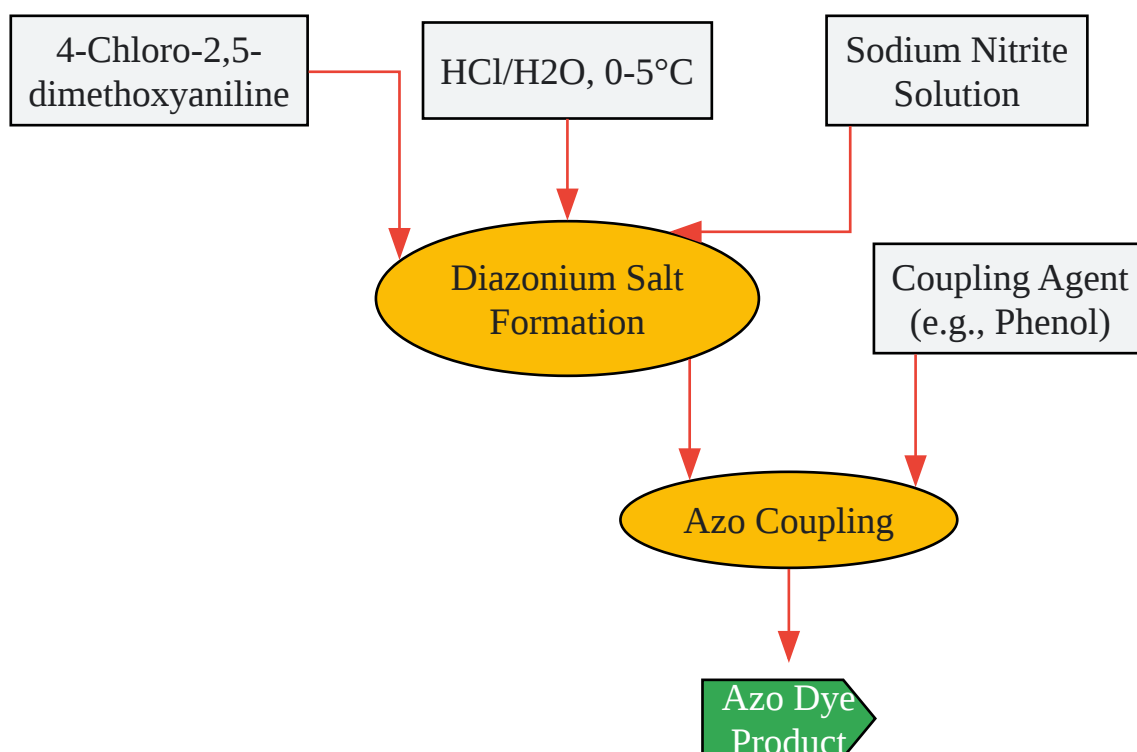 4-Chloro-2,5-
dimethoxyaniline
HCl/H2O, 0-5°C
Sodium Nitrite
Solution
Diazonium Salt
Formation
Coupling Agent
(e.g., Phenol)
Azo Coupling
Azo Dye
Product